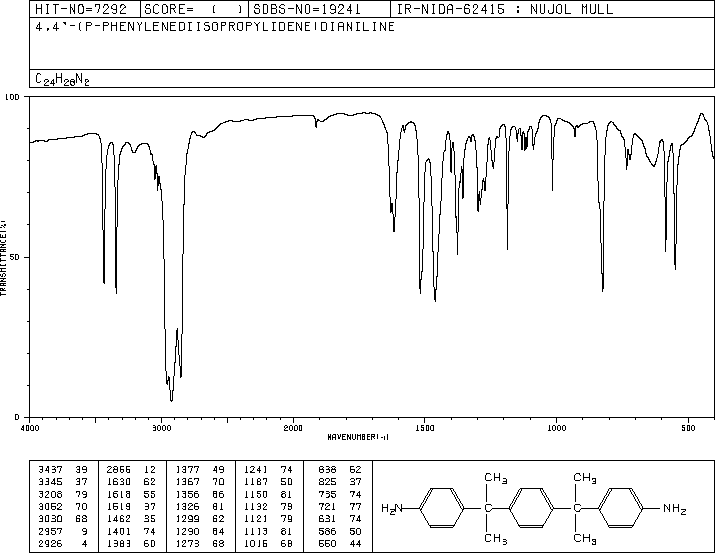 HIT-NO=7292 SCORE= ( ) SDBS-NO=19241 IR-NIDA-62415 : NUJOL MULL
4,4'-(P-PHENYLENEDIISOPROPYLIDENE)DIANILINE
C24H28N2
100
50
0
TRANSMITTANCE(%)
4000 3000 2000 1500 1000 500
WAVENUMBER(-1)
3437 39 2866 12 1377 49 1241 74 838 62
3345 37 1630 62 1367 70 1187 50 825 37
3208 79 1618 55 1356 86 1150 81 735 74
3052 70 1519 37 1326 81 1132 79 721 77
3030 68 1462 35 1299 62 1121 79 631 74
2957 9 1401 74 1290 84 1113 81 586 50
2926 4 1383 60 1273 68 1016 68 550 44
CH3 CH3
H2N NH2
CH3 CH3